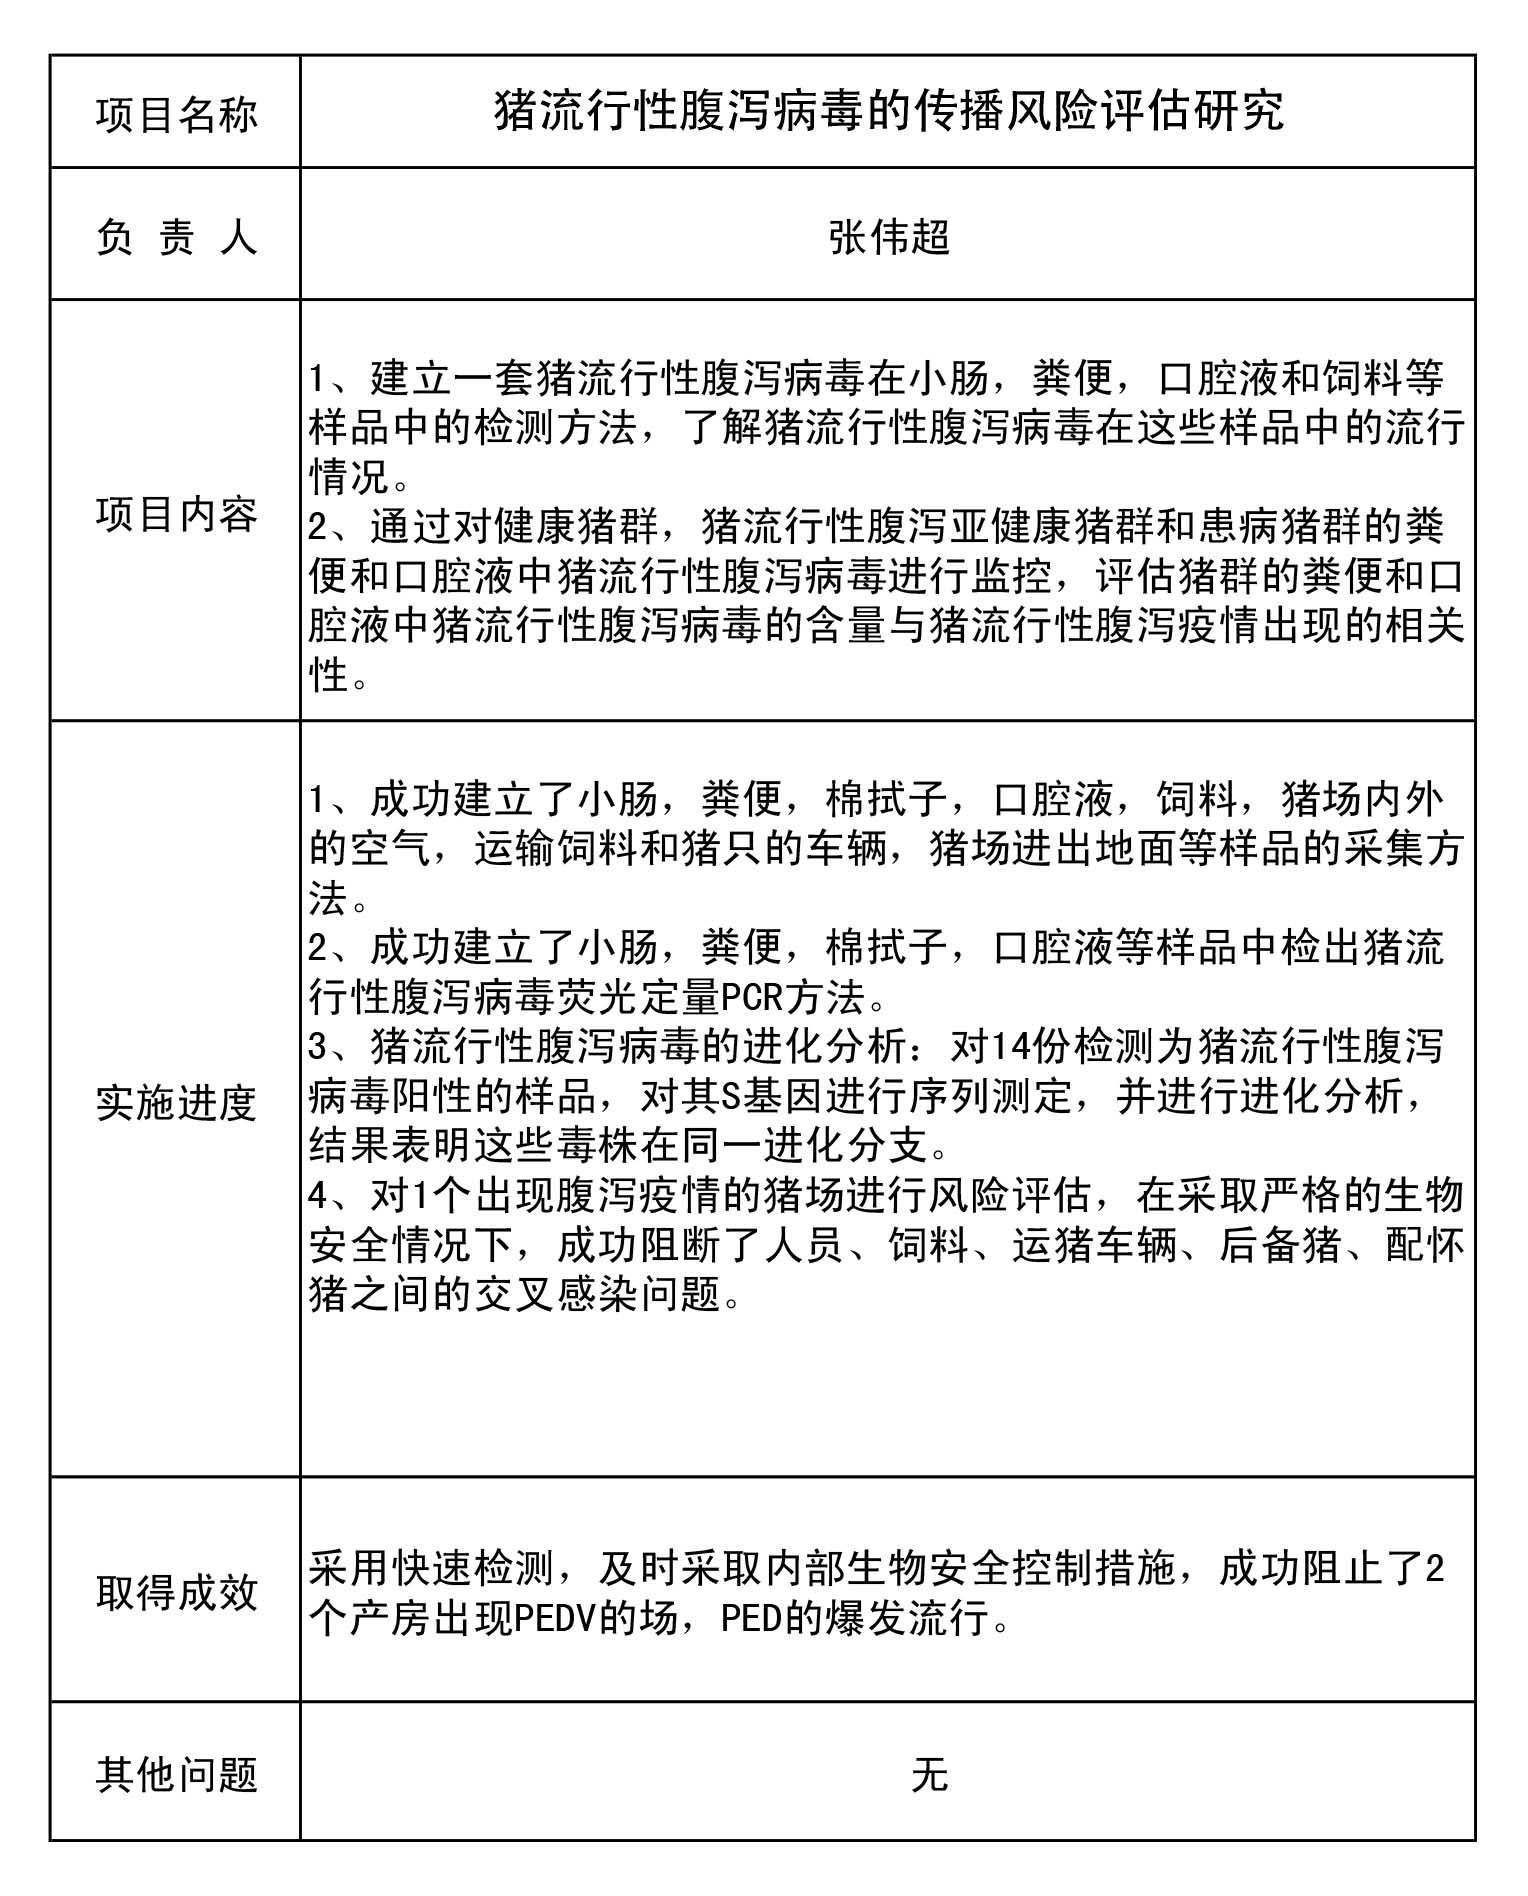 项目名称
猪流行性腹泻病毒的传播风险评估研究
负 责 人
张伟超
项目内容
1、建立一套猪流行性腹泻病毒在小肠，粪便，口腔液和饲料等
样品中的检测方法，了解猪流行性腹泻病毒在这些样品中的流行
情况。
2、通过对健康猪群，猪流行性腹泻亚健康猪群和患病猪群的粪
便和口腔液中猪流行性腹泻病毒进行监控，评估猪群的粪便和口
腔液中猪流行性腹泻病毒的含量与猪流行性腹泻疫情出现的相关
性。
实施进度
1、成功建立了小肠，粪便，棉拭子，口腔液，饲料，猪场内外
的空气，运输饲料和猪只的车辆，猪场进出地面等样品的采集方
法。
2、成功建立了小肠，粪便，棉拭子，口腔液等样品中检出猪流
行性腹泻病毒荧光定量PCR方法。
3、猪流行性腹泻病毒的进化分析：对14份检测为猪流行性腹泻
病毒阳性的样品，对其S基因进行序列测定，并进行进化分析，
结果表明这些毒株在同一进化分支。
4、对1个出现腹泻疫情的猪场进行风险评估，在采取严格的生物
安全情况下，成功阻断了人员、饲料、运猪车辆、后备猪、配怀
猪之间的交叉感染问题。
取得成效
采用快速检测，及时采取内部生物安全控制措施，成功阻止了2
个产房出现PEDV的场，PED的爆发流行。
其他问题
无